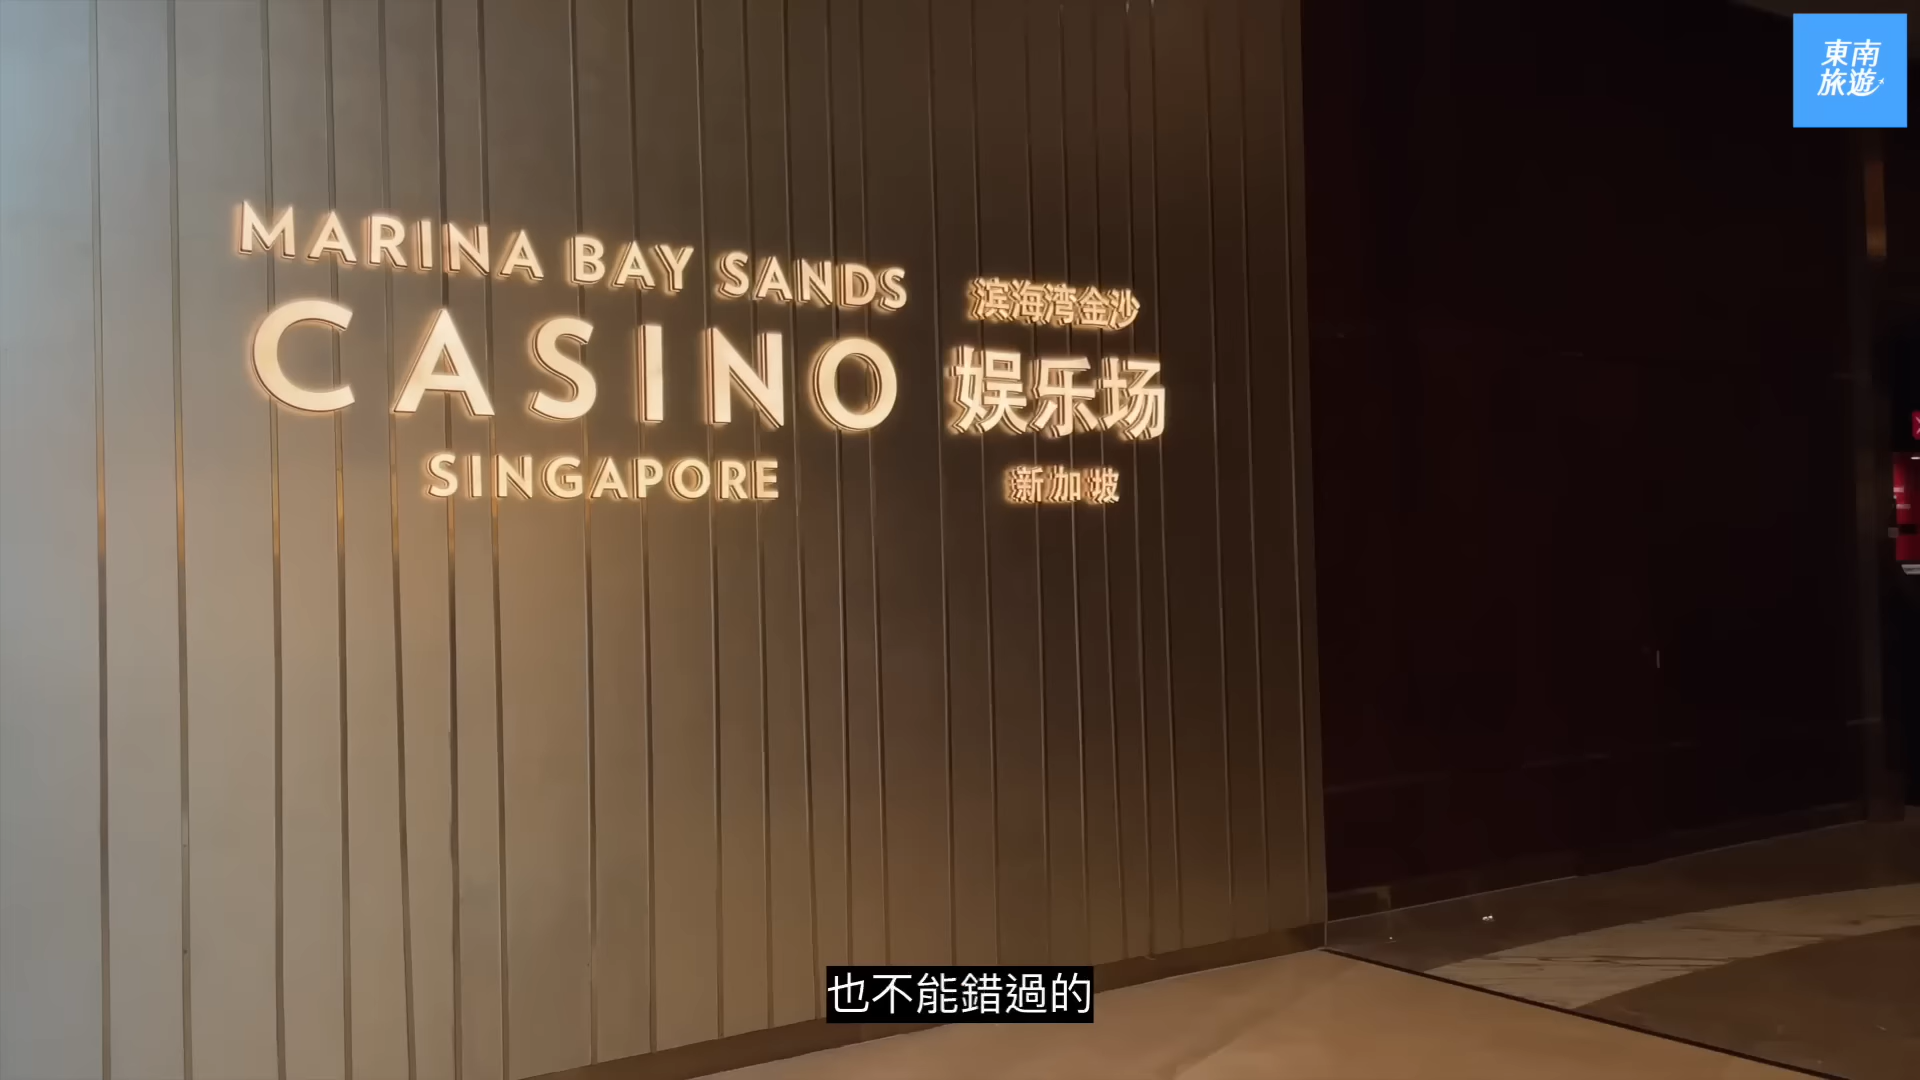 MARINA BAY SANDS
CASINO
SINGAPORE
滨海湾金沙
娱乐场
新加坡
東南
旅遊
也不能錯過的